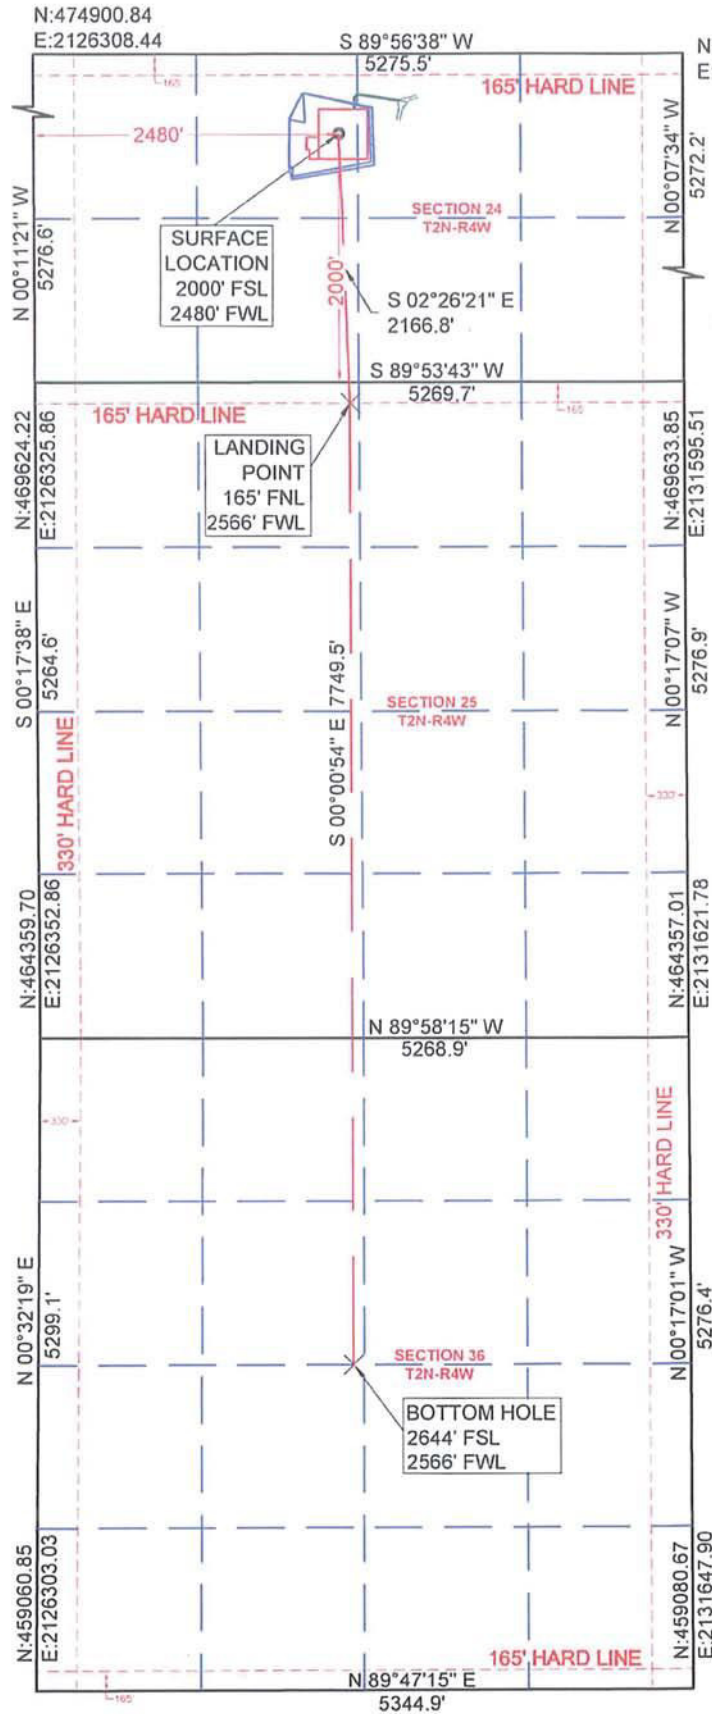 N:474900.84
E:2126308.44
S 89°56'38" W
5275.5'
N
E
165
165' HARD LINE
2480'
N 00°11'21" W
5276.6'
N 00°07'34" W
5272.2'
SECTION 24
T2N-R4W
SURFACE
LOCATION
2000' FSL
2480' FWL
2000'
S 02°26'21" E
2166.8'
S 89°53'43" W
5269.7'
165' HARD LINE
165
N:469624.22
E:2126325.86
LANDING
POINT
165' FNL
2566' FWL
N:469633.85
E:2131595.51
S 00°17'38" E
5264.6'
S 00°00'54" E 7749.5'
SECTION 25
T2N-R4W
N 00°17'07" W
5276.9'
330' HARD LINE
330'
N:464359.70
E:2126352.86
N:464357.01
E:2131621.78
N 89°58'15" W
5268.9'
330'
330' HARD LINE
N 00°32'19" E
5299.1'
SECTION 36
T2N-R4W
N 00°17'01" W
5276.4'
BOTTOM HOLE
2644' FSL
2566' FWL
N:459060.85
E:2126303.03
N:459080.67
E:2131647.90
165' HARD LINE
165'
N 89°47'15" E
5344.9'